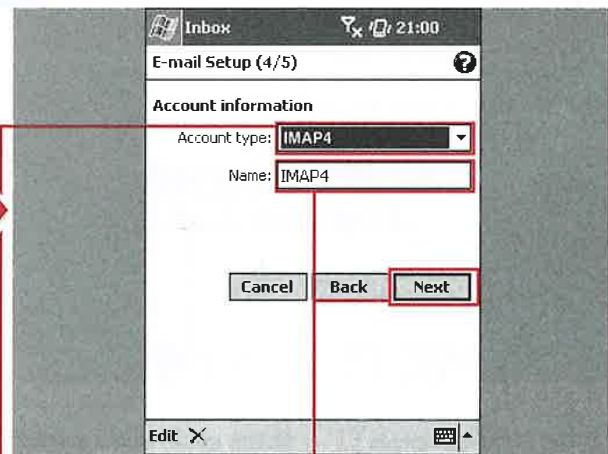 Inbox 21:00
E-mail Setup (4/5)
Account information
Account type: IMAP4
Name: IMAP4
Cancel Back Next
Edit